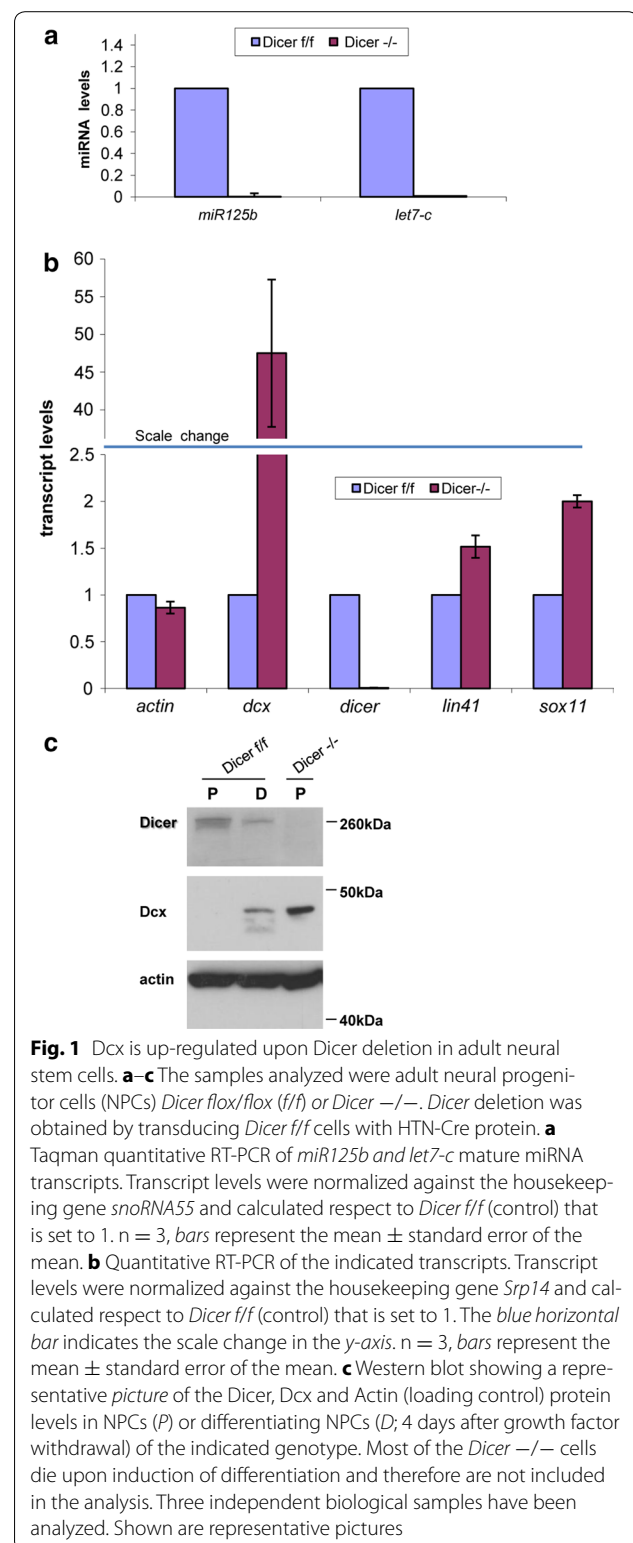 a
Dicer f/f Dicer -/-
miRNA levels
1.4
1.2
1
0.8
0.6
0.4
0.2
0
miR125b let7-c
b
transcript levels
60
55
50
45
40
Scale change
2.5
Dicer f/f Dicer-/-
2
1.5
1
0.5
0
actin dcx dicer lin41 sox11
c
Dicer f/f Dicer -/-
P D P
Dicer 260kDa
50kDa
Dcx
actin
40kDa
Fig. 1 Dcx is up-regulated upon Dicer deletion in adult neural
stem cells. a–c The samples analyzed were adult neural progeni-
tor cells (NPCs) Dicer flox/flox (f/f) or Dicer −/−. Dicer deletion was
obtained by transducing Dicer f/f cells with HTN-Cre protein. a
Taqman quantitative RT-PCR of miR125b and let7-c mature miRNA
transcripts. Transcript levels were normalized against the housekeep-
ing gene snoRNA55 and calculated respect to Dicer f/f (control) that
is set to 1. n = 3, bars represent the mean ± standard error of the
mean. b Quantitative RT-PCR of the indicated transcripts. Transcript
levels were normalized against the housekeeping gene Srp14 and cal-
culated respect to Dicer f/f (control) that is set to 1. The blue horizontal
bar indicates the scale change in the y-axis. n = 3, bars represent the
mean ± standard error of the mean. c Western blot showing a repre-
sentative picture of the Dicer, Dcx and Actin (loading control) protein
levels in NPCs (P) or differentiating NPCs (D; 4 days after growth factor
withdrawal) of the indicated genotype. Most of the Dicer −/− cells
die upon induction of differentiation and therefore are not included
in the analysis. Three independent biological samples have been
analyzed. Shown are representative pictures